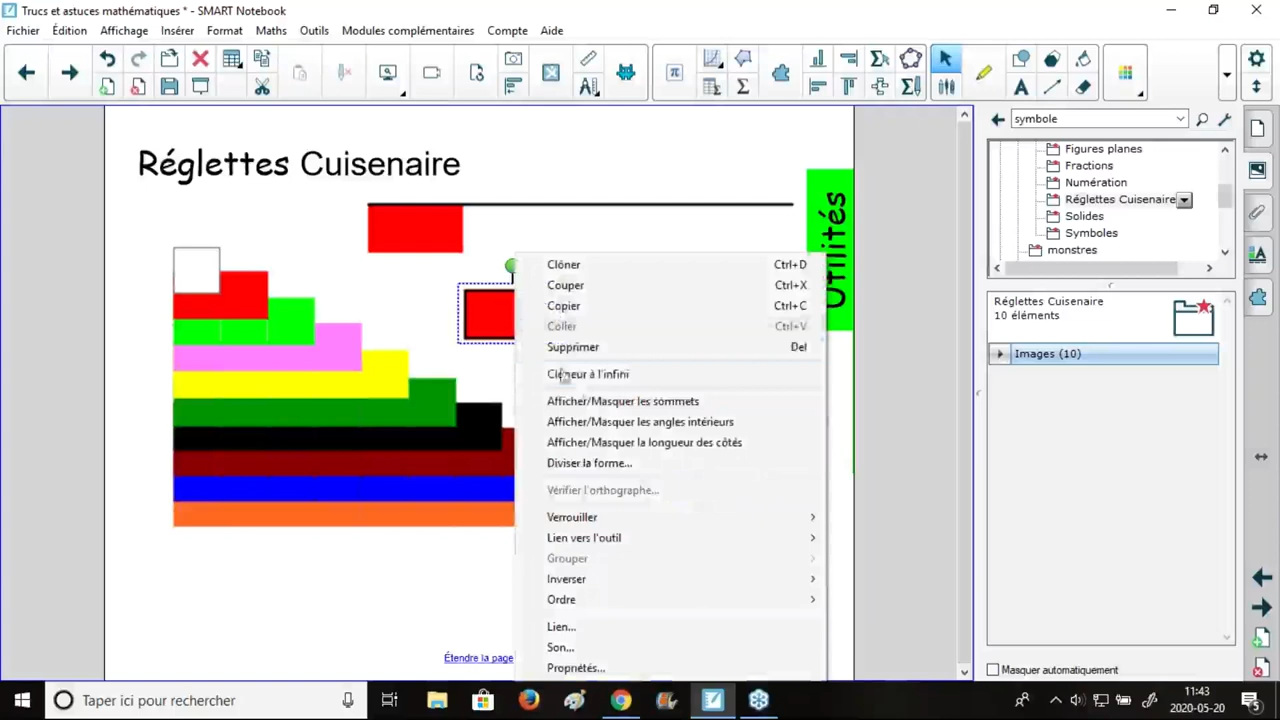 Trucs et astuces mathématiques * - SMART Notebook
Fichier Édition Affichage Insérer Format Maths Outils Modules complémentaires Compte Aide
symbole
Figures planes
Fractions
Numération
Réglettes Cuisenaire
Solides
Symboles
monstres
Réglettes Cuisenaire
10 éléments
Images (10)
Masquer automatiquement
Réglettes Cuisenaire
Utilités
Clôner Ctrl+D
Couper Ctrl+X
Copier Ctrl+C
Coller Ctrl+V
Supprimer Del
Clôneur à l'infini
Afficher/Masquer les sommets
Afficher/Masquer les angles intérieurs
Afficher/Masquer la longueur des côtés
Diviser la forme...
Vérifier l'orthographe...
Verrouiller
Lien vers l'outil
Grouper
Inverser
Ordre
Lien...
Son...
Propriétés...
Étendre la page
Taper ici pour rechercher
11:43
2020-05-20
5